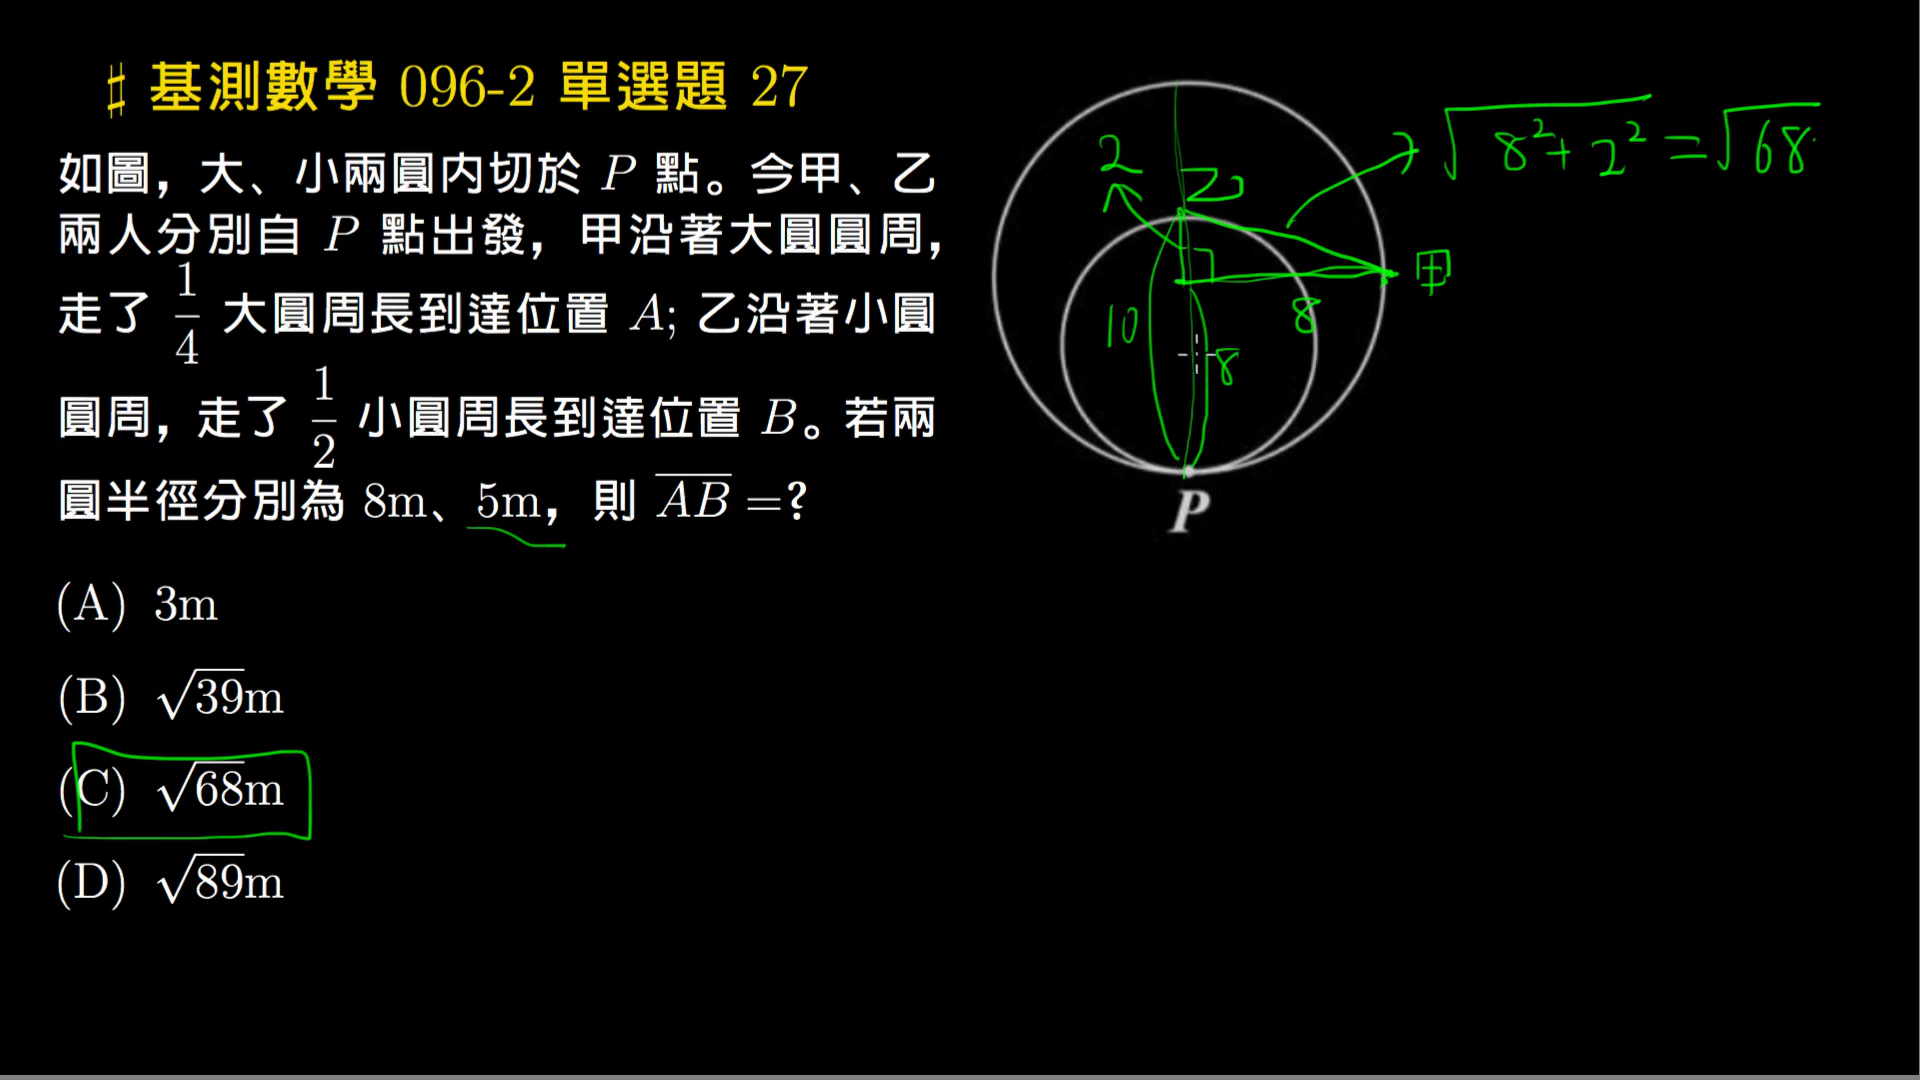 ♯ 基測數學 096-2 單選題 27
如圖，大、小兩圓內切於 P 點。今甲、乙
兩人分別自 P 點出發，甲沿著大圓圓周，
走了 1/4 大圓周長到達位置 A; 乙沿著小圓
圓周，走了 1/2 小圓周長到達位置 B。若兩
圓半徑分別為 8m、5m，則 \overline{AB} =?
(A) 3m
(B) √39m
(C) √68m
(D) √89m
2
乙
√(8²+2²) = √68
甲
10
8
8
P